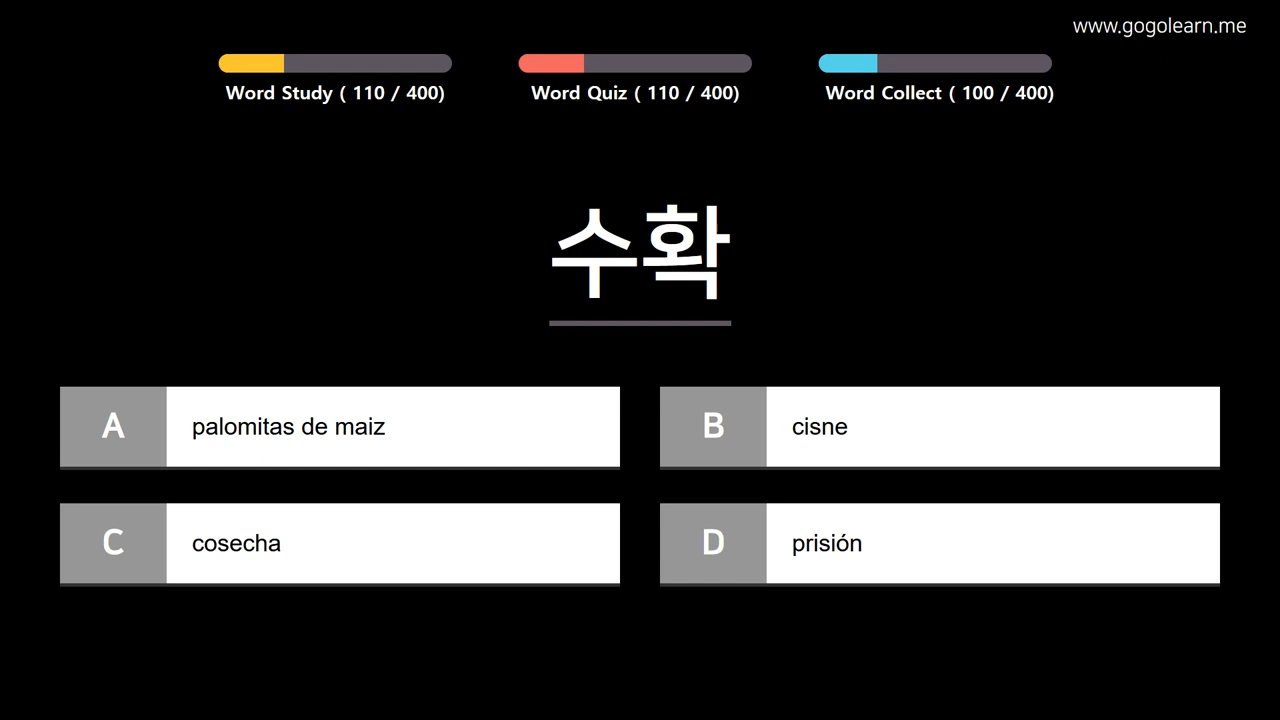 www.gogolearn.me
Word Study ( 110 / 400)
Word Quiz ( 110 / 400)
Word Collect ( 100 / 400)
수확
A palomitas de maiz
B cisne
C cosecha
D prisión